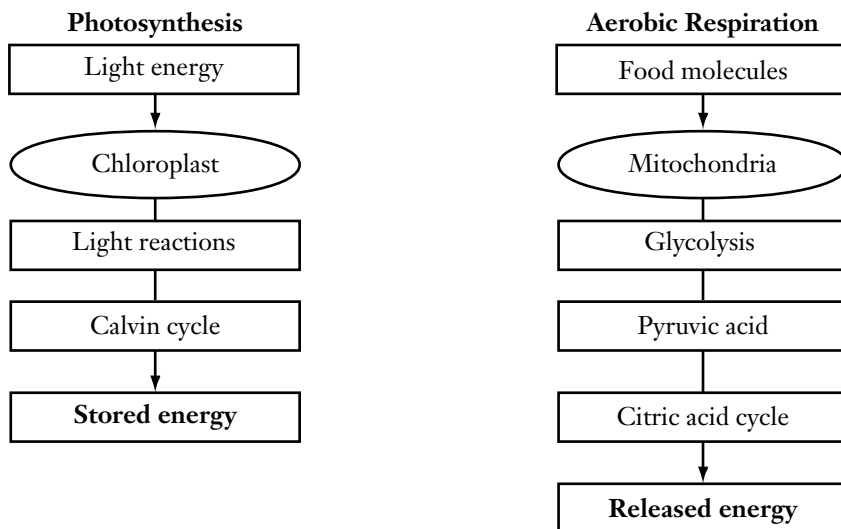 Photosynthesis
Light energy
Chloroplast
Light reactions
Calvin cycle
Stored energy
Aerobic Respiration
Food molecules
Mitochondria
Glycolysis
Pyruvic acid
Citric acid cycle
Released energy